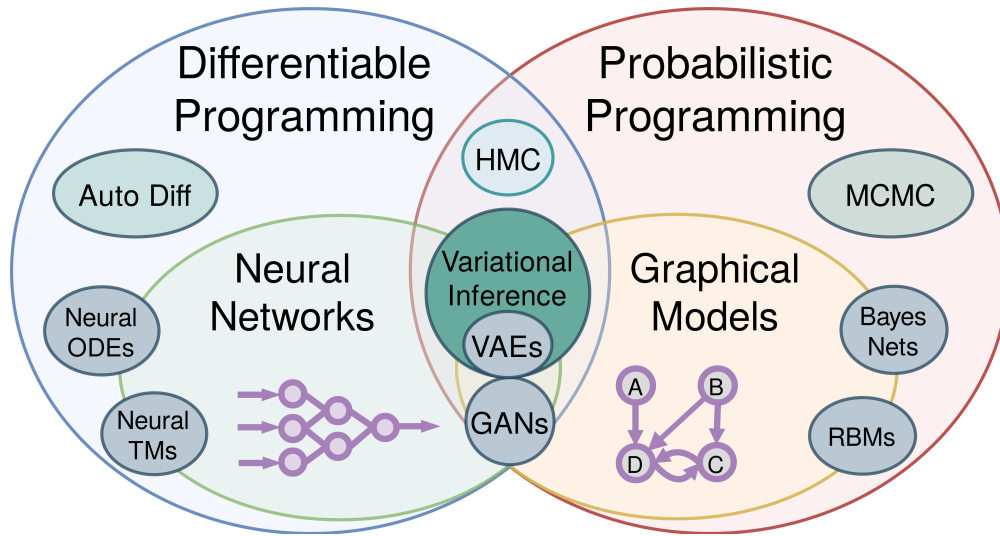 Differentiable
Programming
Probabilistic
Programming
HMC
Auto Diff
MCMC
Neural
Networks
Variational
Inference
Graphical
Models
Neural
ODEs
VAEs
Bayes
Nets
A
B
Neural
TMs
GANs
RBMs
D
C